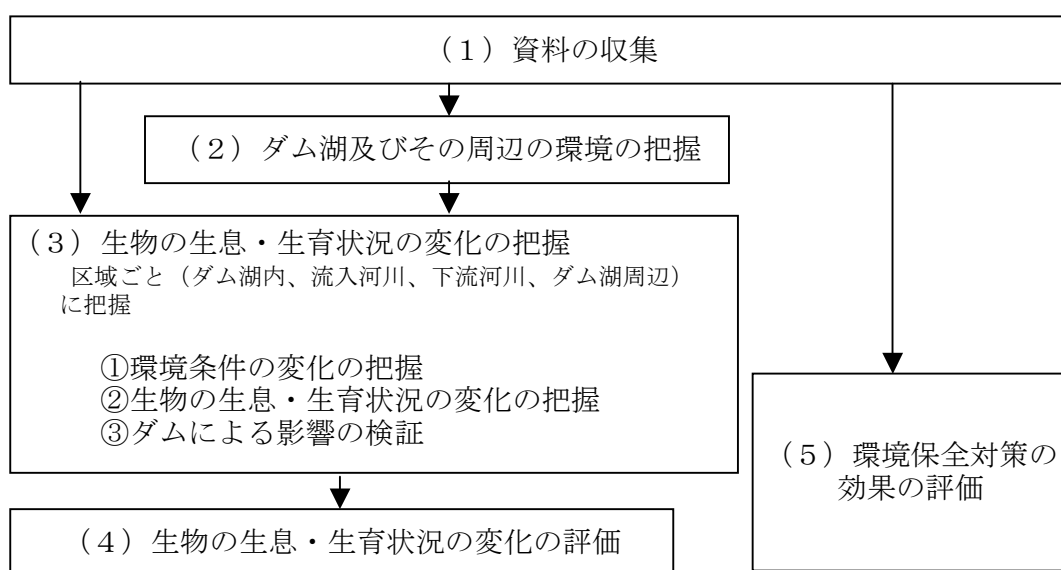 （１）資料の収集
（２）ダム湖及びその周辺の環境の把握
（３）生物の生息・生育状況の変化の把握
区域ごと（ダム湖内、流入河川、下流河川、ダム湖周辺）
に把握
①環境条件の変化の把握
②生物の生息・生育状況の変化の把握
③ダムによる影響の検証
（４）生物の生息・生育状況の変化の評価
（５）環境保全対策の
効果の評価